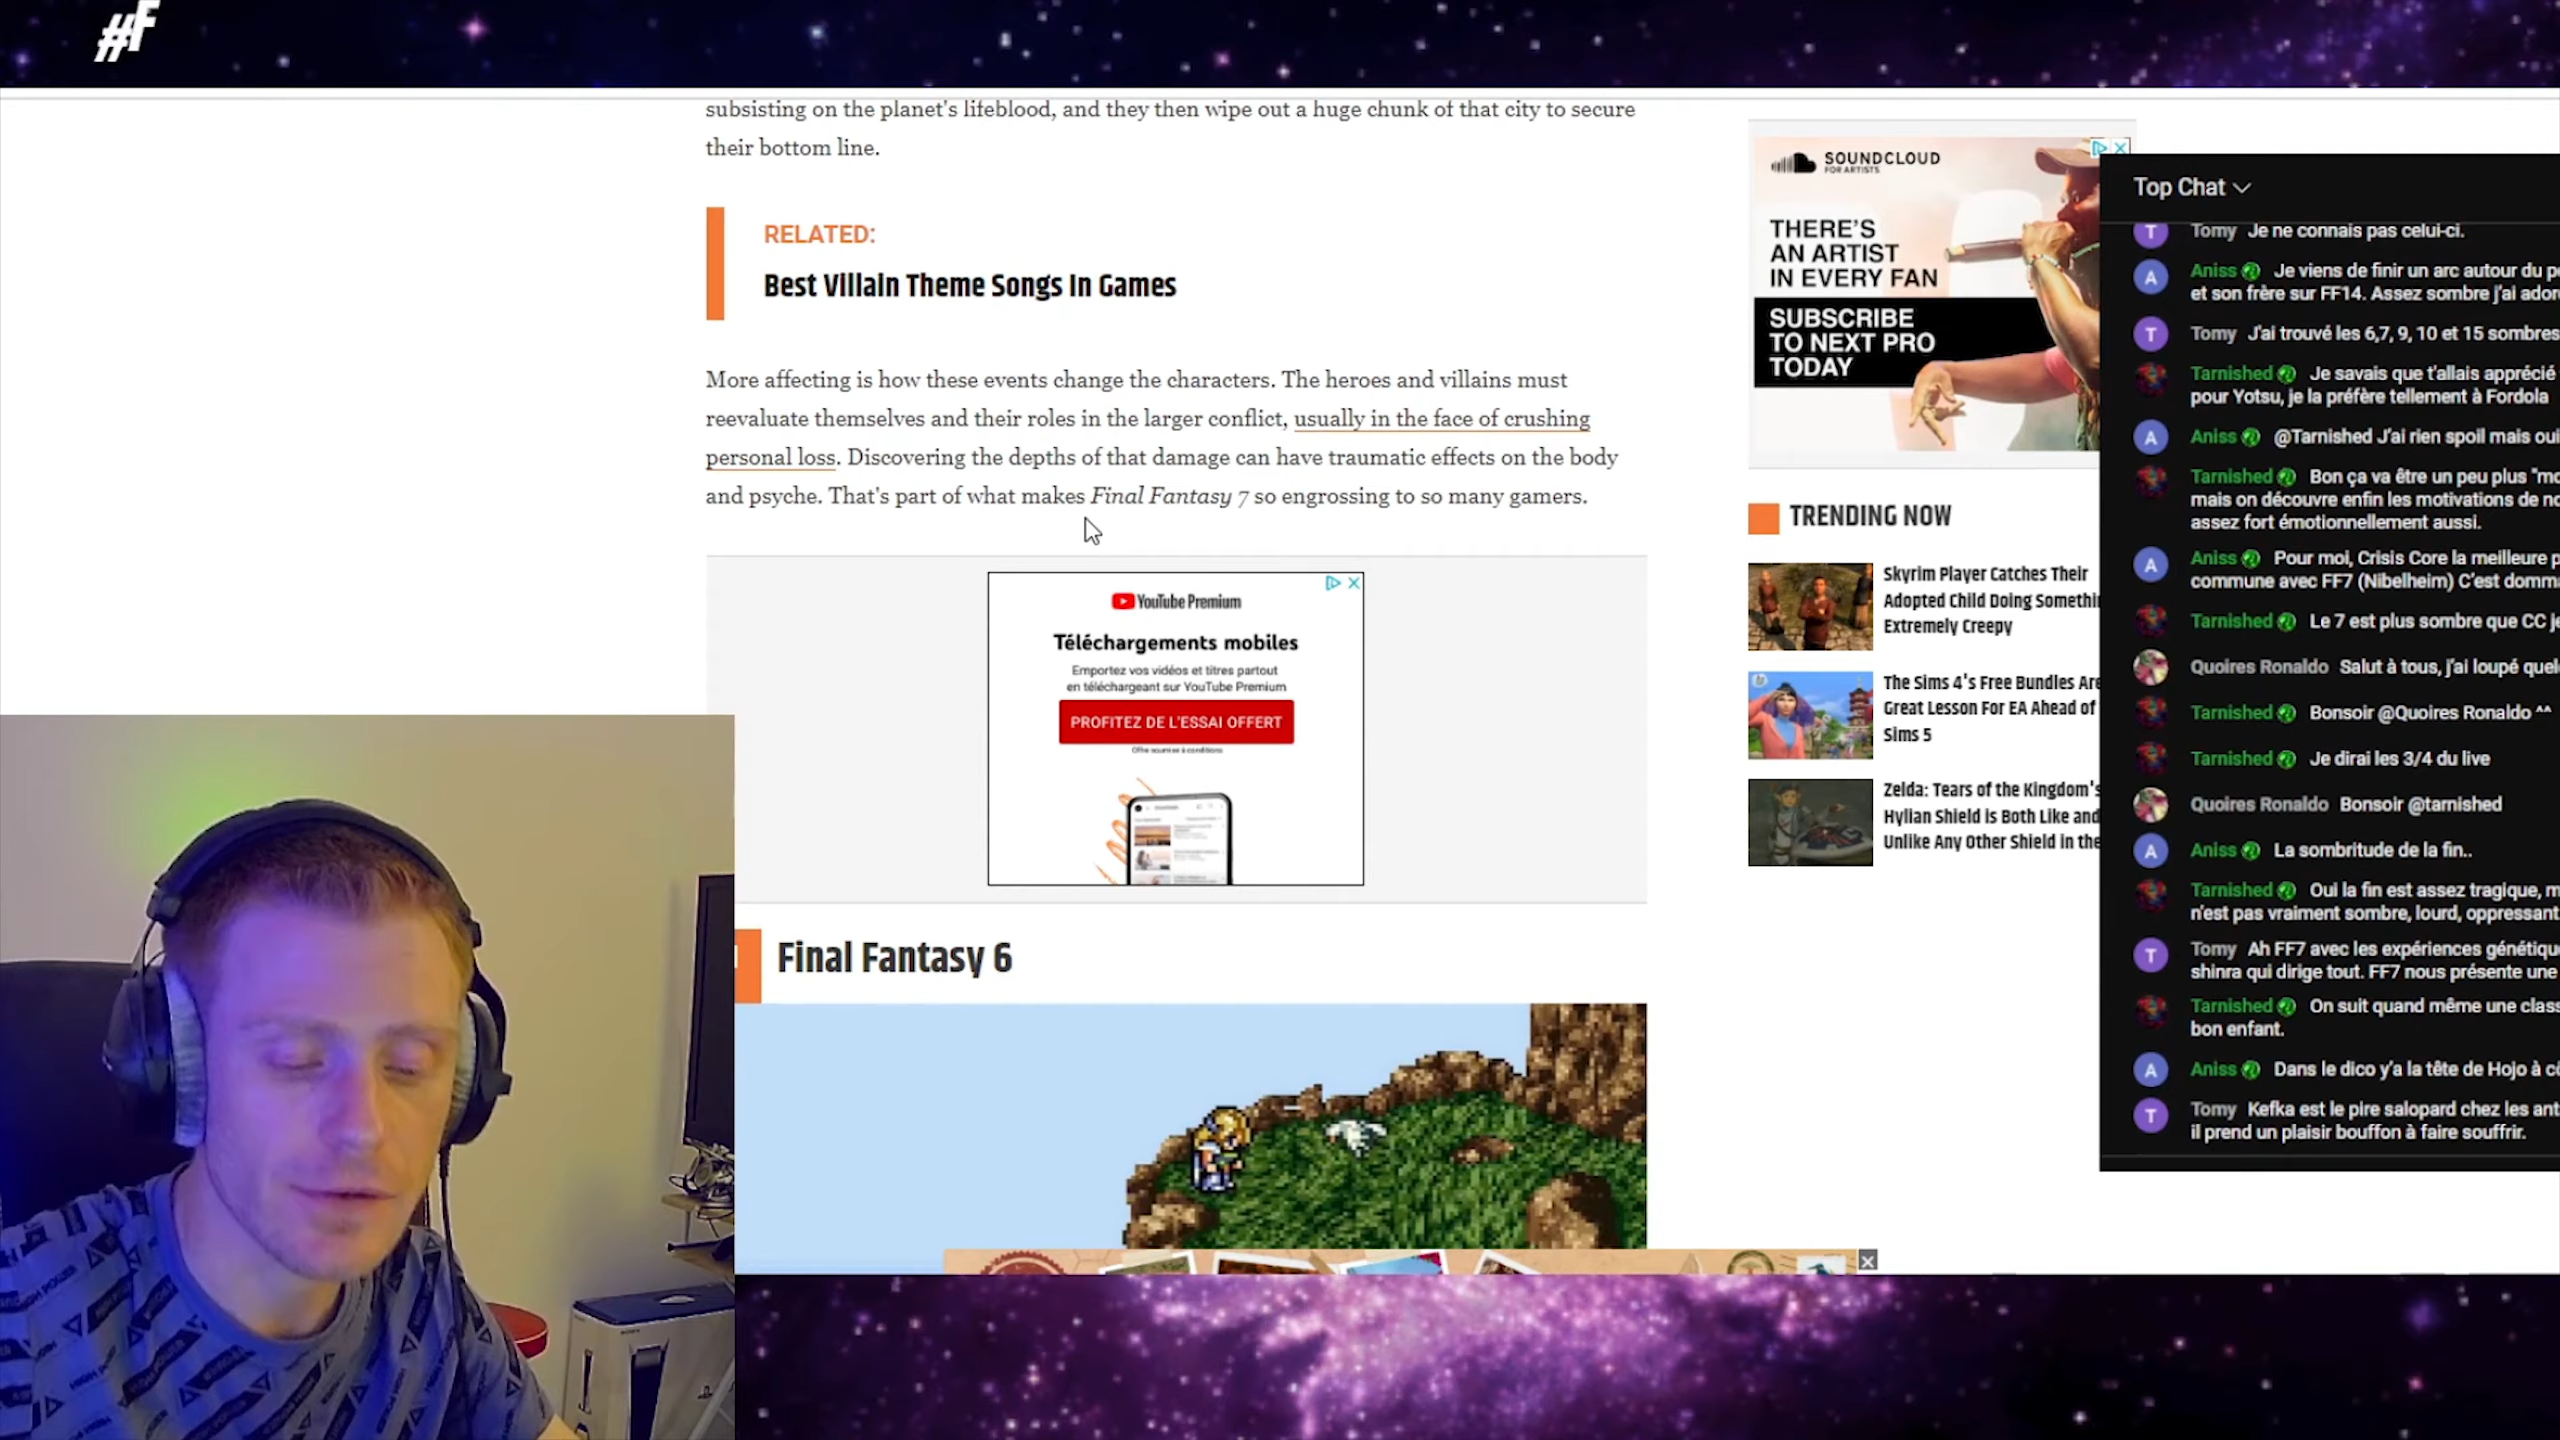 #F
subsisting on the planet's lifeblood, and they then wipe out a huge chunk of that city to secure
their bottom line.
RELATED:
Best Villain Theme Songs In Games
More affecting is how these events change the characters. The heroes and villains must
reevaluate themselves and their roles in the larger conflict, usually in the face of crushing
personal loss. Discovering the depths of that damage can have traumatic effects on the body
and psyche. That's part of what makes Final Fantasy 7 so engrossing to so many gamers.
YouTube Premium
Téléchargements mobiles
Emportez vos vidéos et titres partout
en téléchargeant sur YouTube Premium
PROFITEZ DE L'ESSAI OFFERT
Offre soumise à conditions
Final Fantasy 6
SOUNDCLOUD
FOR ARTISTS
THERE'S
AN ARTIST
IN EVERY FAN
SUBSCRIBE
TO NEXT PRO
TODAY
TRENDING NOW
Skyrim Player Catches Their
Adopted Child Doing Somethi
Extremely Creepy
The Sims 4's Free Bundles Are
Great Lesson For EA Ahead of
Sims 5
Zelda: Tears of the Kingdom's
Hylian Shield is Both Like and
Unlike Any Other Shield in the
Top Chat
T Tomy Je ne connais pas celui-ci.
A Aniss Je viens de finir un arc autour du p
et son frère sur FF14. Assez sombre j'ai ador
T Tomy J'ai trouvé les 6,7, 9, 10 et 15 sombres
Tarnished Je savais que t'allais apprécié
pour Yotsu, je la préfère tellement à Fordola
A Aniss @Tarnished J'ai rien spoil mais oui
Tarnished Bon ça va être un peu plus "mo
mais on découvre enfin les motivations de no
assez fort émotionnellement aussi.
A Aniss Pour moi, Crisis Core la meilleure p
commune avec FF7 (Nibelheim) C'est domm
Tarnished Le 7 est plus sombre que CC je
Quoires Ronaldo Salut à tous, j'ai loupé quel
Tarnished Bonsoir @Quoires Ronaldo ^^
Tarnished Je dirai les 3/4 du live
Quoires Ronaldo Bonsoir @tarnished
A Aniss La sombritude de la fin..
Tarnished Oui la fin est assez tragique, m
n'est pas vraiment sombre, lourd, oppressant
T Tomy Ah FF7 avec les expériences génétiqu
shinra qui dirige tout. FF7 nous présente une
Tarnished On suit quand même une class
bon enfant.
A Aniss Dans le dico y'a la tête de Hojo à c
T Tomy Kefka est le pire salopard chez les ant
il prend un plaisir bouffon à faire souffrir.